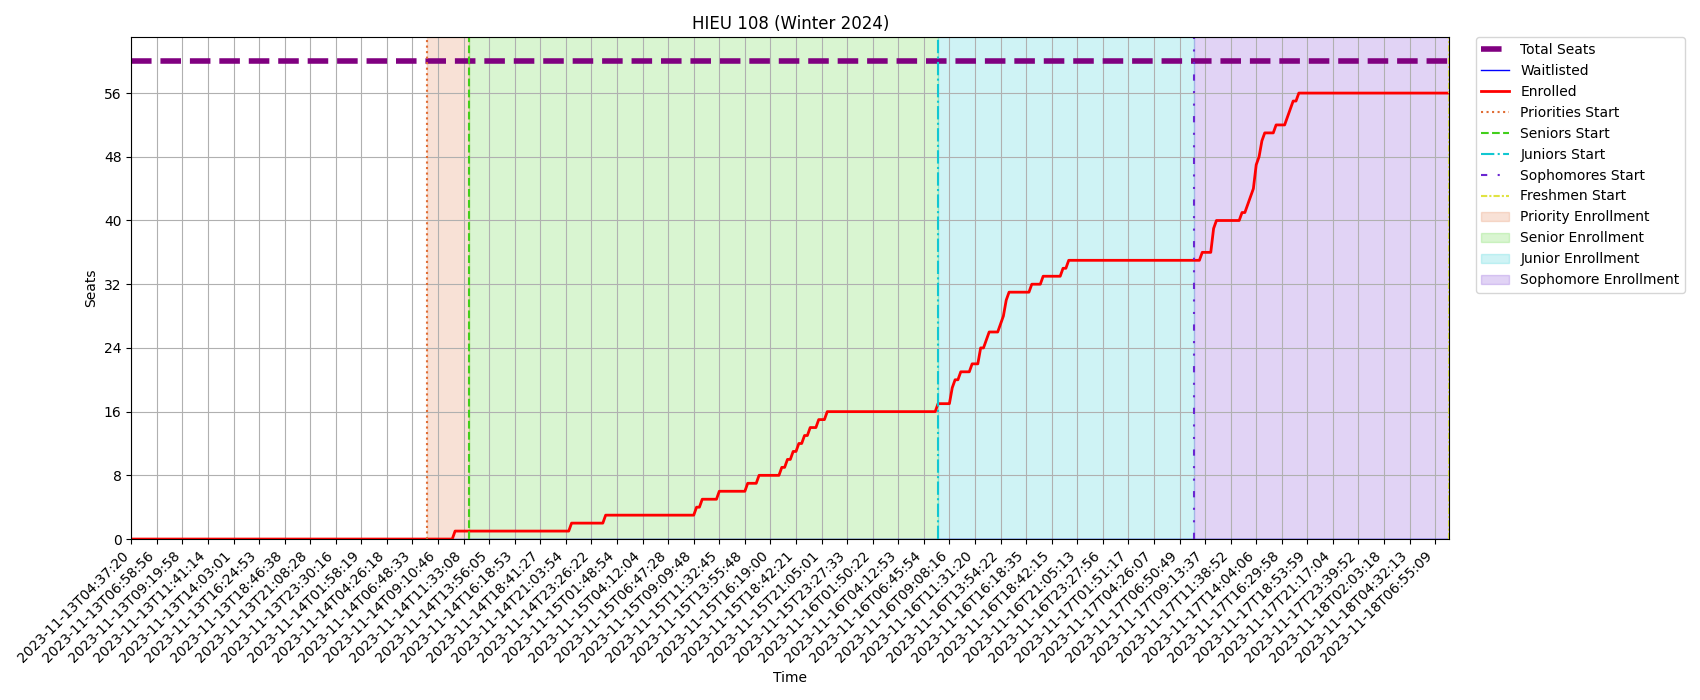 HIEU 108 (Winter 2024)
Seats
56
48
40
32
24
16
8
0
2023-11-13T04:37:20
2023-11-13T06:58:56
2023-11-13T09:19:58
2023-11-13T11:41:14
2023-11-13T14:03:01
2023-11-13T16:24:53
2023-11-13T18:46:38
2023-11-13T21:08:28
2023-11-13T23:30:16
2023-11-14T01:58:19
2023-11-14T04:26:18
2023-11-14T06:48:33
2023-11-14T09:10:46
2023-11-14T11:33:08
2023-11-14T13:56:05
2023-11-14T16:18:53
2023-11-14T18:41:27
2023-11-14T21:03:54
2023-11-14T23:26:22
2023-11-15T01:48:54
2023-11-15T04:12:04
2023-11-15T06:47:28
2023-11-15T09:09:48
2023-11-15T11:32:45
2023-11-15T13:55:48
2023-11-15T16:19:00
2023-11-15T18:42:21
2023-11-15T21:05:01
2023-11-15T23:27:33
2023-11-16T01:50:22
2023-11-16T04:12:53
2023-11-16T06:45:54
2023-11-16T09:08:16
2023-11-16T11:31:20
2023-11-16T13:54:22
2023-11-16T16:18:35
2023-11-16T18:42:15
2023-11-16T21:05:13
2023-11-16T23:27:56
2023-11-17T01:51:17
2023-11-17T04:26:07
2023-11-17T06:50:49
2023-11-17T09:13:37
2023-11-17T11:38:52
2023-11-17T14:04:06
2023-11-17T16:29:58
2023-11-17T18:53:59
2023-11-17T21:17:04
2023-11-17T23:39:52
2023-11-18T02:03:18
2023-11-18T04:32:13
2023-11-18T06:55:09
Time
Total Seats
Waitlisted
Enrolled
Priorities Start
Seniors Start
Juniors Start
Sophomores Start
Freshmen Start
Priority Enrollment
Senior Enrollment
Junior Enrollment
Sophomore Enrollment